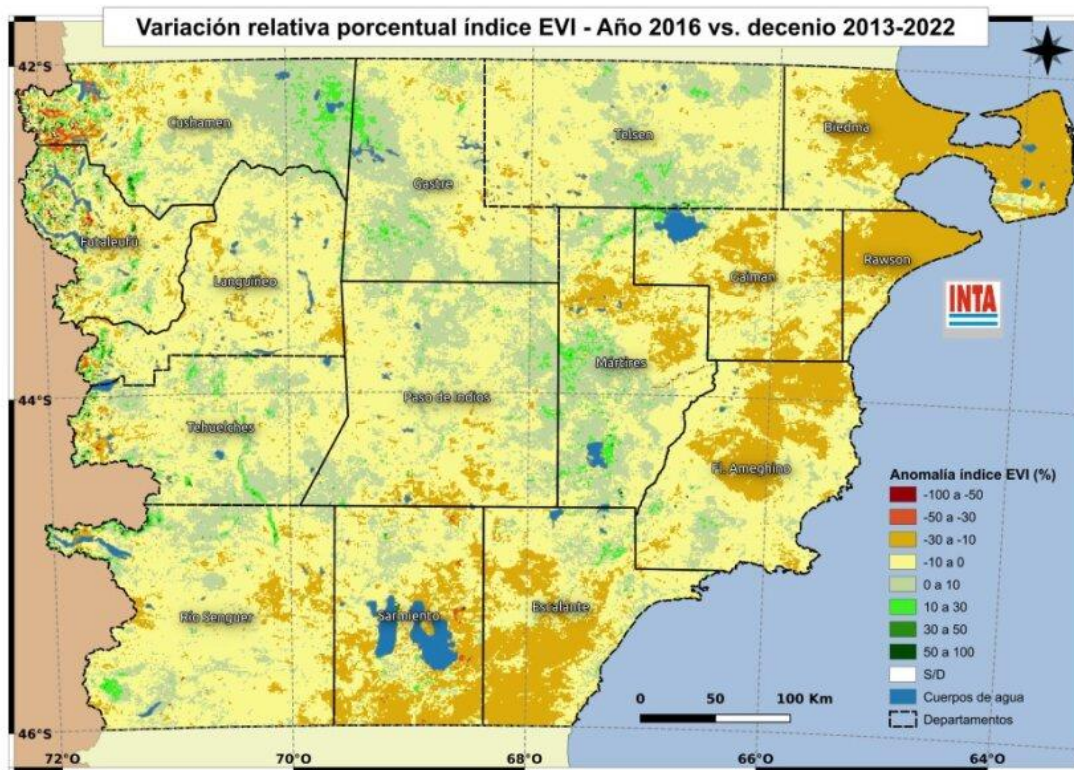 Variación relativa porcentual índice EVI - Año 2016 vs. decenio 2013-2022
42°S
Cushamen
Telsen
Biedma
Gastre
Futaleufú
Languiñeo
Gaiman
Rawson
INTA
Mártires
Paso de Indios
44°S
Tehuelches
Fl. Ameghino
Anomalía índice EVI (%)
-100 a -50
-50 a -30
-30 a -10
-10 a 0
0 a 10
10 a 30
30 a 50
50 a 100
S/D
Cuerpos de agua
Departamentos
Río Senguer
Sarmiento
Escalante
0 50 100 Km
46°S
72°O 70°O 68°O 66°O 64°O